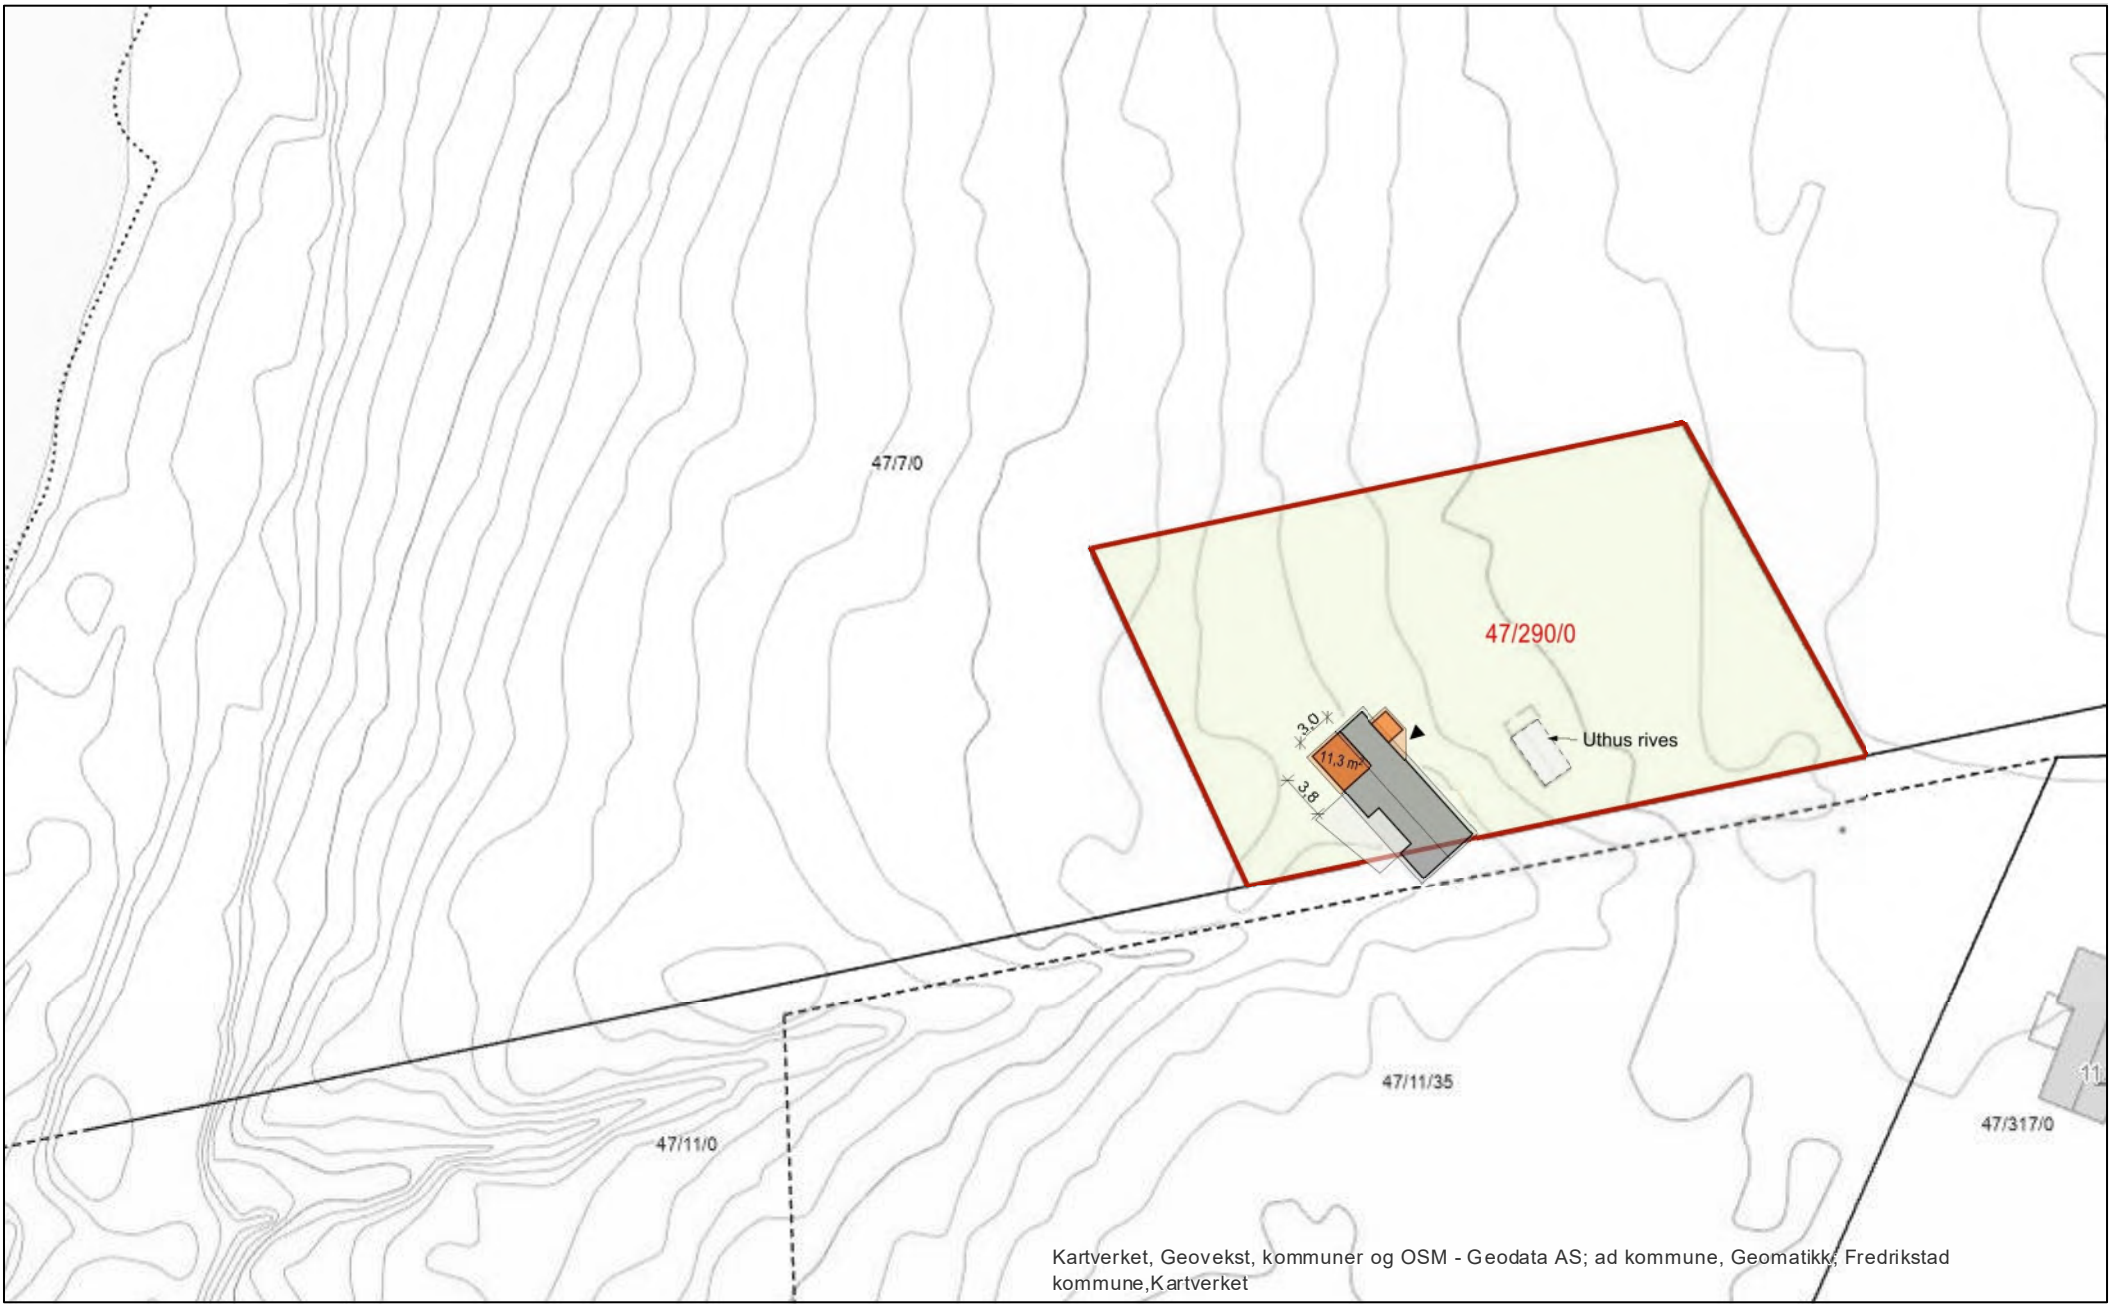 47/7/0
47/290/0
3,0
11,3 m²
Uthus rives
3,8
47/11/35
11
47/317/0
47/11/0
Kartverket, Geovekst, kommuner og OSM - Geodata AS; ad kommune, Geomatikk, Fredrikstad
kommune,Kartverket